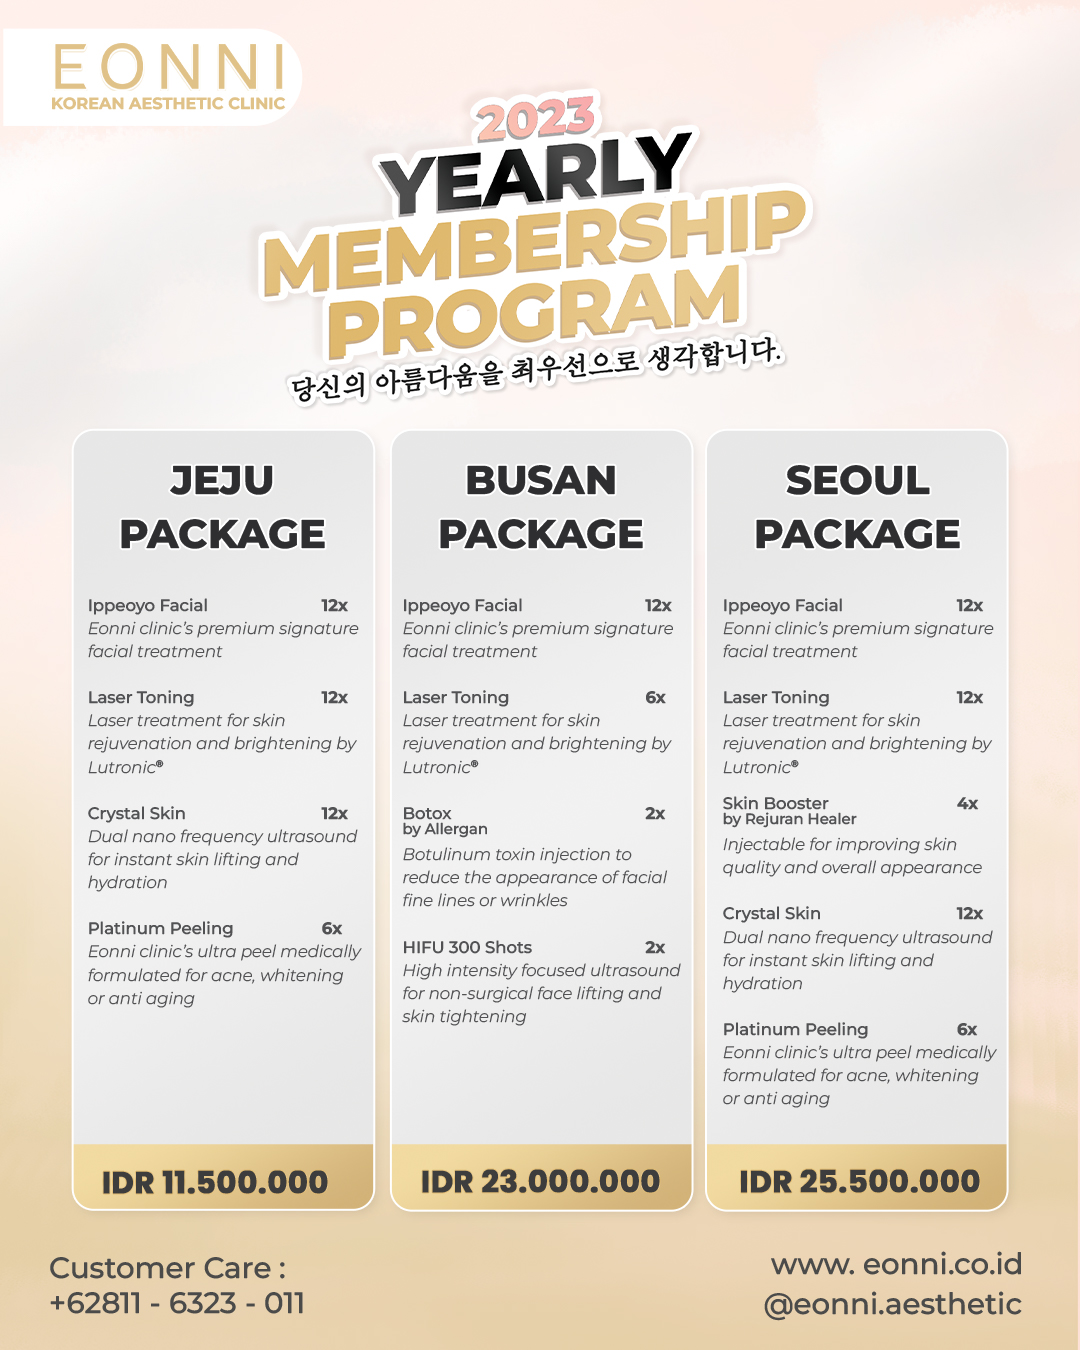 EONNI
KOREAN AESTHETIC CLINIC
2023
YEARLY
MEMBERSHIP
PROGRAM
당신의 아름다움을 최우선으로 생각합니다.
JEJU
PACKAGE
Ippeoyo Facial 12x
Eonni clinic's premium signature
facial treatment
Laser Toning 12x
Laser treatment for skin
rejuvenation and brightening by
Lutronic®
Crystal Skin 12x
Dual nano frequency ultrasound
for instant skin lifting and
hydration
Platinum Peeling 6x
Eonni clinic's ultra peel medically
formulated for acne, whitening
or anti aging
IDR 11.500.000
BUSAN
PACKAGE
Ippeoyo Facial 12x
Eonni clinic's premium signature
facial treatment
Laser Toning 6x
Laser treatment for skin
rejuvenation and brightening by
Lutronic®
Botox 2x
by Allergan
Botulinum toxin injection to
reduce the appearance of facial
fine lines or wrinkles
HIFU 300 Shots 2x
High intensity focused ultrasound
for non-surgical face lifting and
skin tightening
IDR 23.000.000
SEOUL
PACKAGE
Ippeoyo Facial 12x
Eonni clinic's premium signature
facial treatment
Laser Toning 12x
Laser treatment for skin
rejuvenation and brightening by
Lutronic®
Skin Booster 4x
by Rejuran Healer
Injectable for improving skin
quality and overall appearance
Crystal Skin 12x
Dual nano frequency ultrasound
for instant skin lifting and
hydration
Platinum Peeling 6x
Eonni clinic's ultra peel medically
formulated for acne, whitening
or anti aging
IDR 25.500.000
Customer Care :
+62811 - 6323 - 011
www. eonni.co.id
@eonni.aesthetic